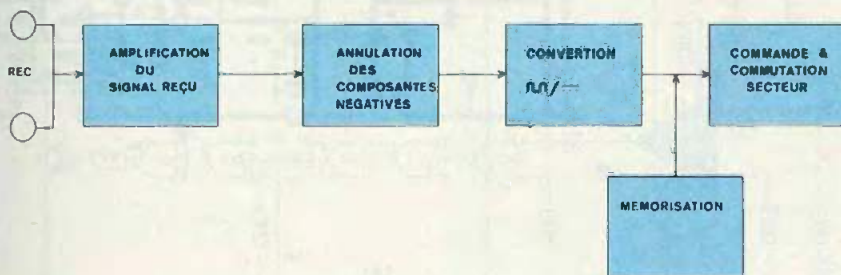 REC
AMPLIFICATION
DU
SIGNAL REÇU
ANNULATION
DES
COMPOSANTES
NEGATIVES
CONVERTION
COMMANDE &
COMMUTATION
SECTEUR
MEMORISATION